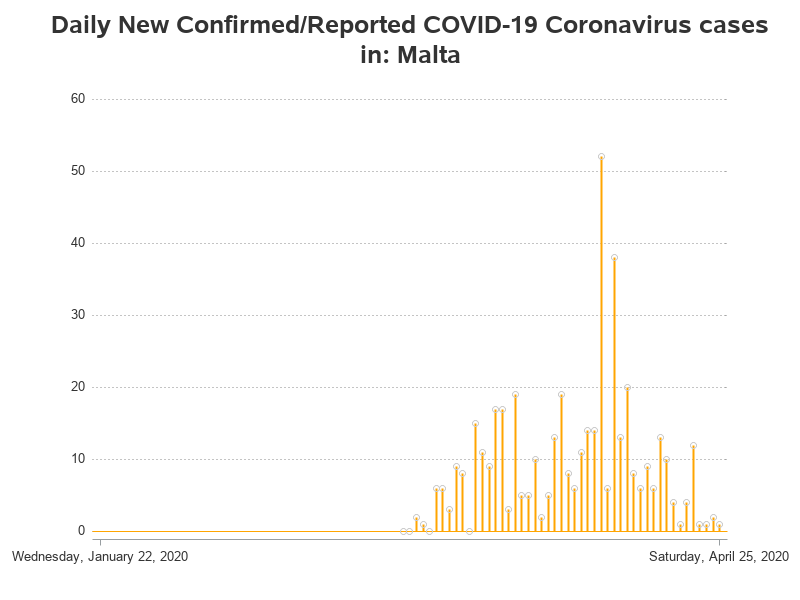 Daily New Confirmed/Reported COVID-19 Coronavirus cases
in: Malta
60
50
40
30
20
10
0
Wednesday, January 22, 2020
Saturday, April 25, 2020